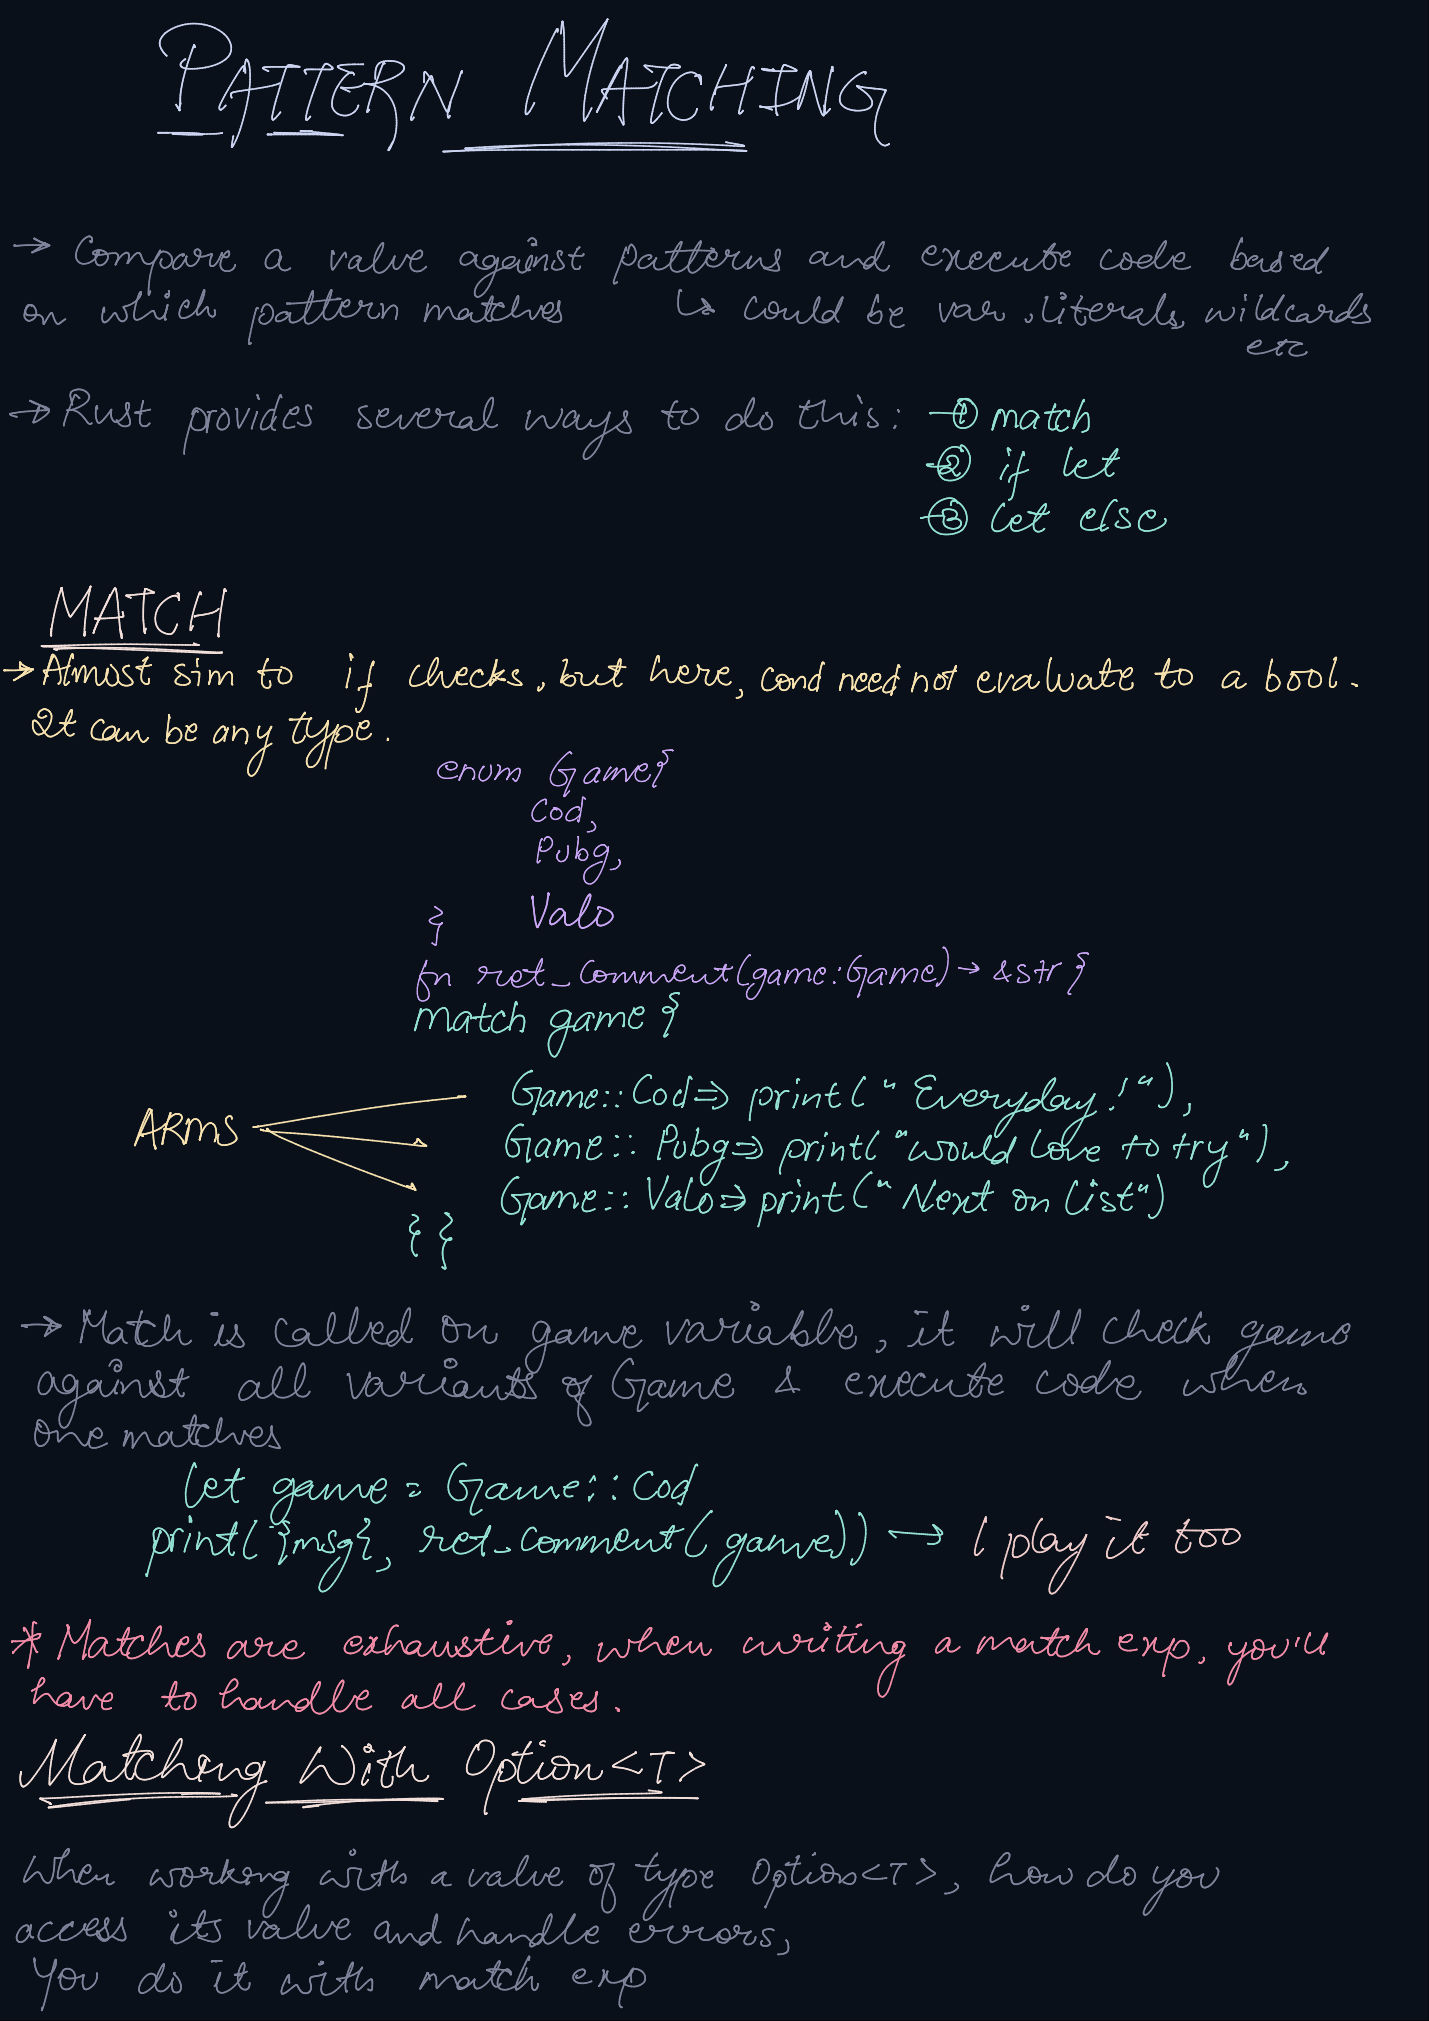 PATTERN MATCHING
→ Compare a value against patterns and execute code based
on which pattern matches ↳ could be var, literals, wildcards
etc
→ Rust provides several ways to do this: → ① match
→ ② if let
→ ③ let else
MATCH
→ Almost sim to if checks, but here, cond need not evaluate to a bool.
It can be any type.
enum Game{
Cod,
Pubg,
Valo
}
fn ret_comment(game:Game) → &str {
match game {
ARMS
Game::Cod => print("Everyday!"),
Game::Pubg => print("would love to try"),
Game::Valo => print("Next on list")
} }
→ Match is called on game variable, it will check game
against all variants of Game & execute code when
one matches
let game = Game::Cod
print({msg}, ret_comment(game)) → I play it too
* Matches are exhaustive, when writing a match exp, you'll
have to handle all cases.
Matching With Option<T>
When working with a value of type Option<T>, how do you
access its value and handle errors,
You do it with match exp